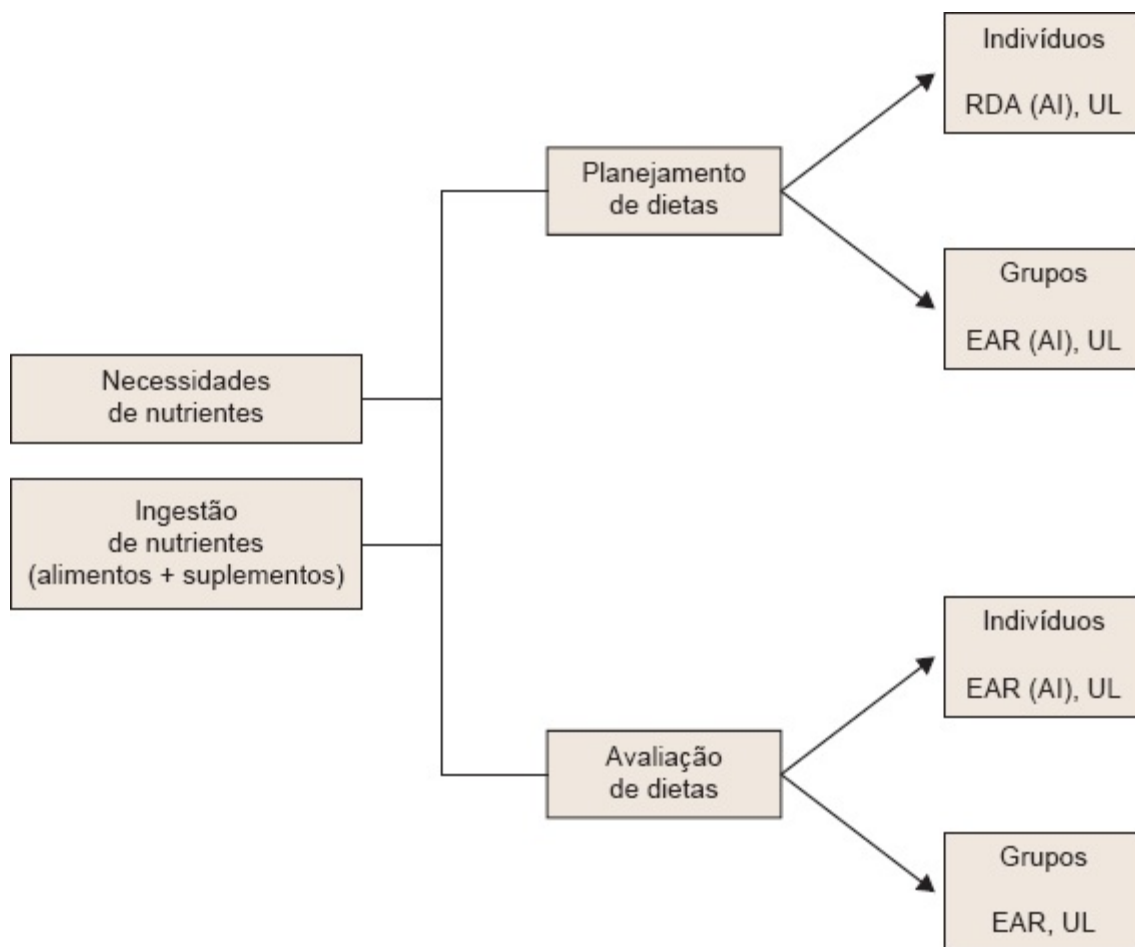 Necessidades
de nutrientes
Ingestão
de nutrientes
(alimentos + suplementos)
Planejamento
de dietas
Indivíduos
RDA (AI), UL
Grupos
EAR (AI), UL
Avaliação
de dietas
Indivíduos
EAR (AI), UL
Grupos
EAR, UL